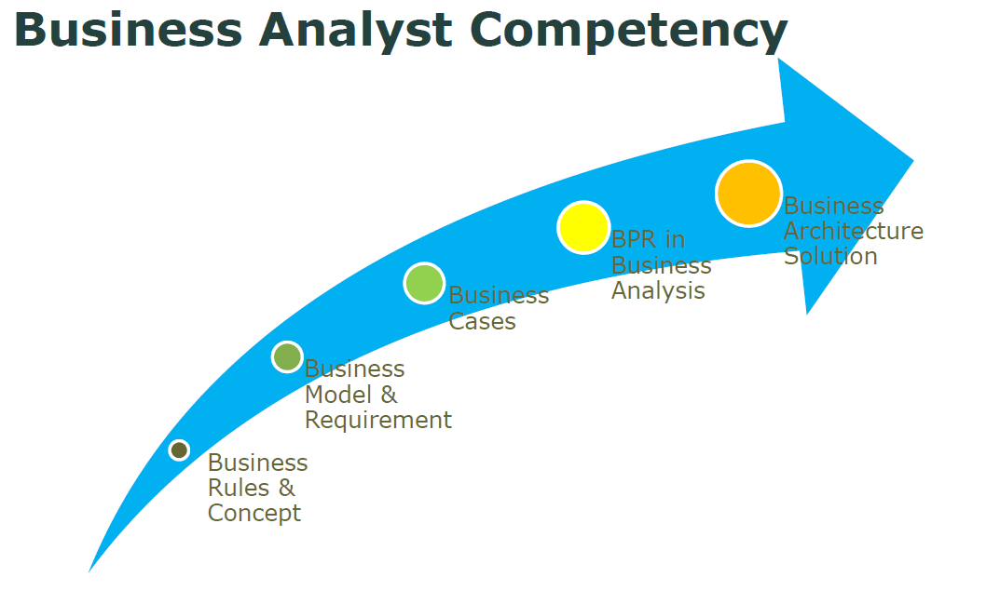 Business Analyst Competency
Business
Rules &
Concept
Business
Model &
Requirement
Business
Cases
BPR in
Business
Analysis
Business
Architecture
Solution